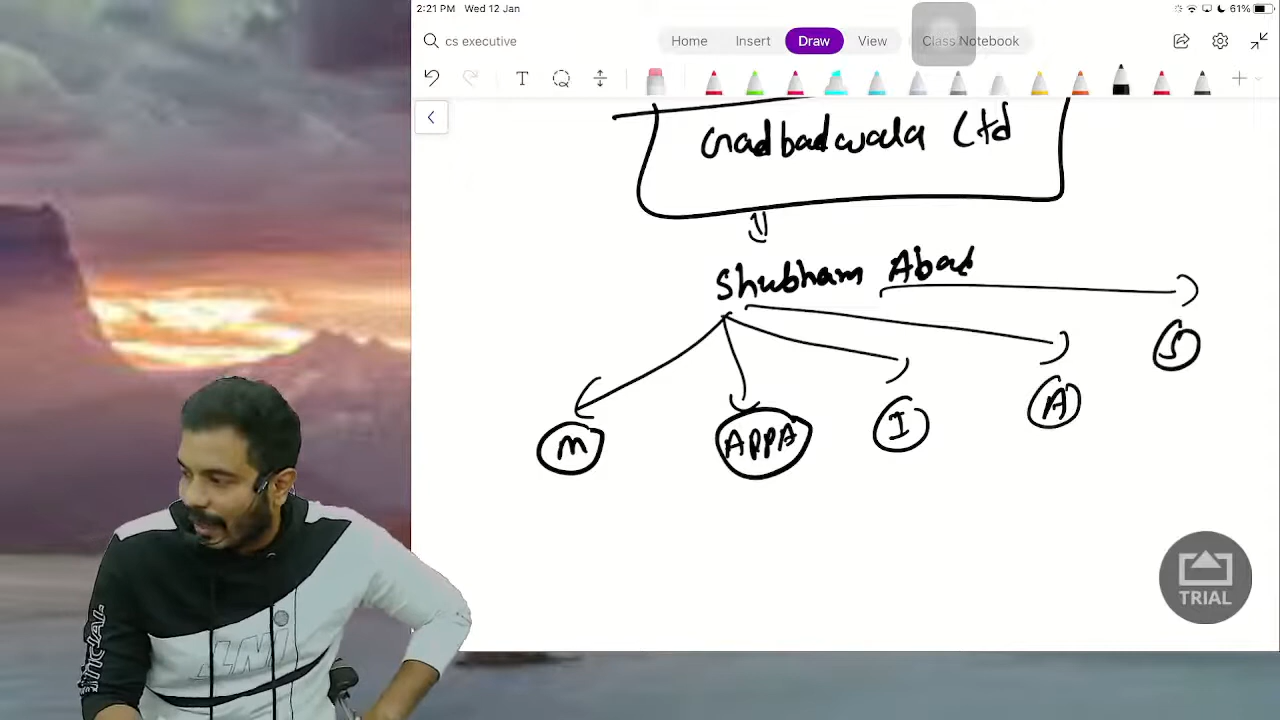 2:21 PM Wed 12 Jan
61%
cs executive
Home Insert Draw View Class Notebook
T
Gadbadwala Ltd
Shubham Abad
S
A
I
APPA
M
TRIAL